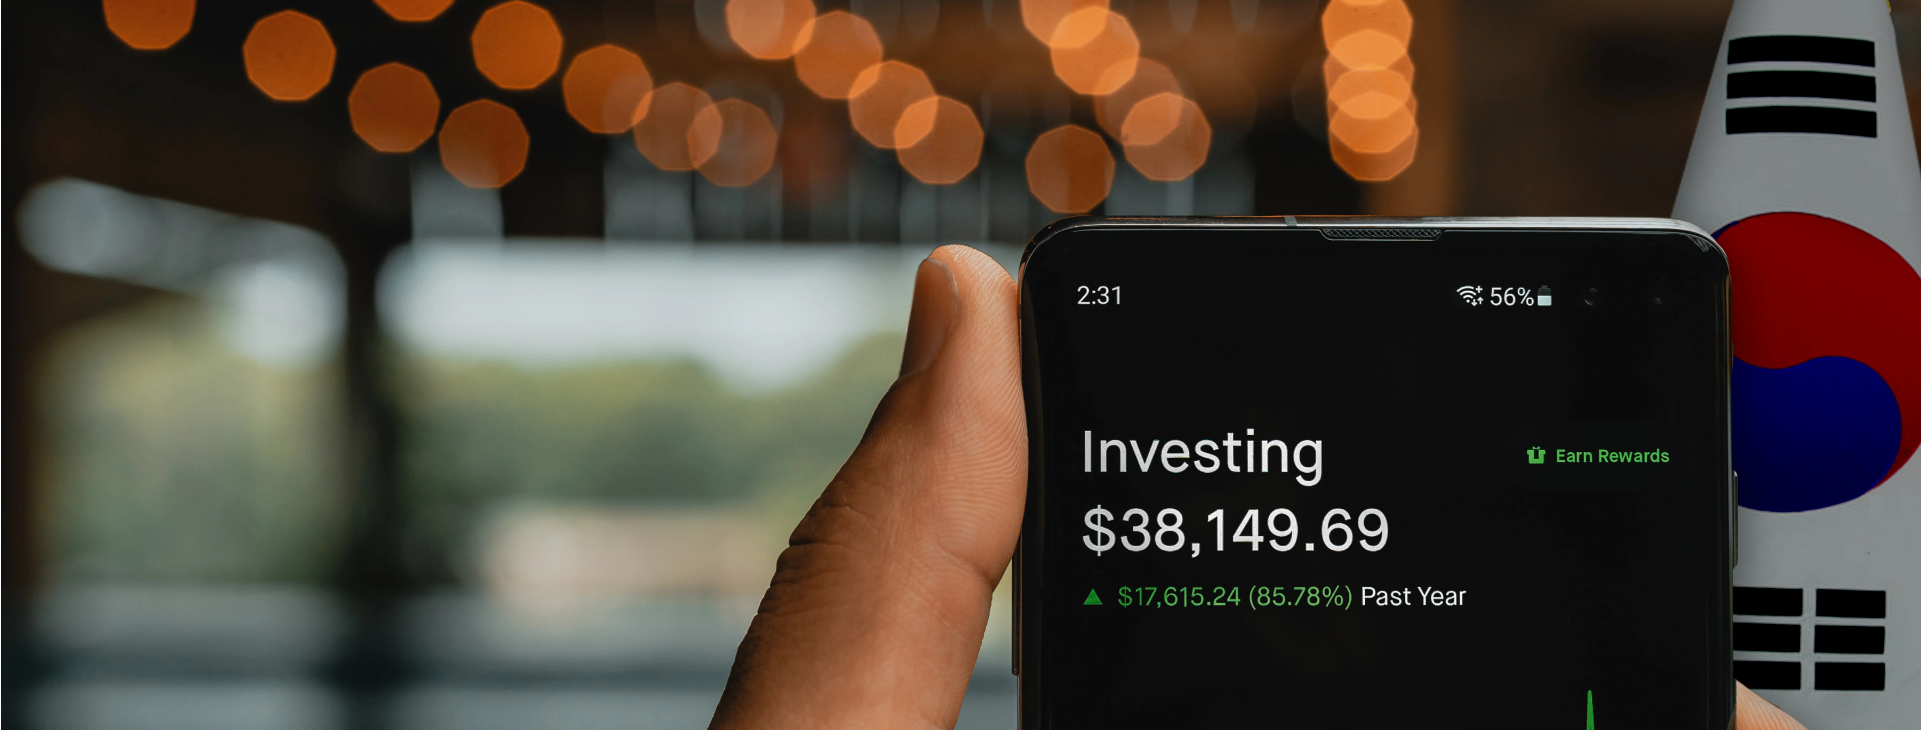 2:31 56%
Investing
Earn Rewards
$38,149.69
$17,615.24 (85.78%) Past Year